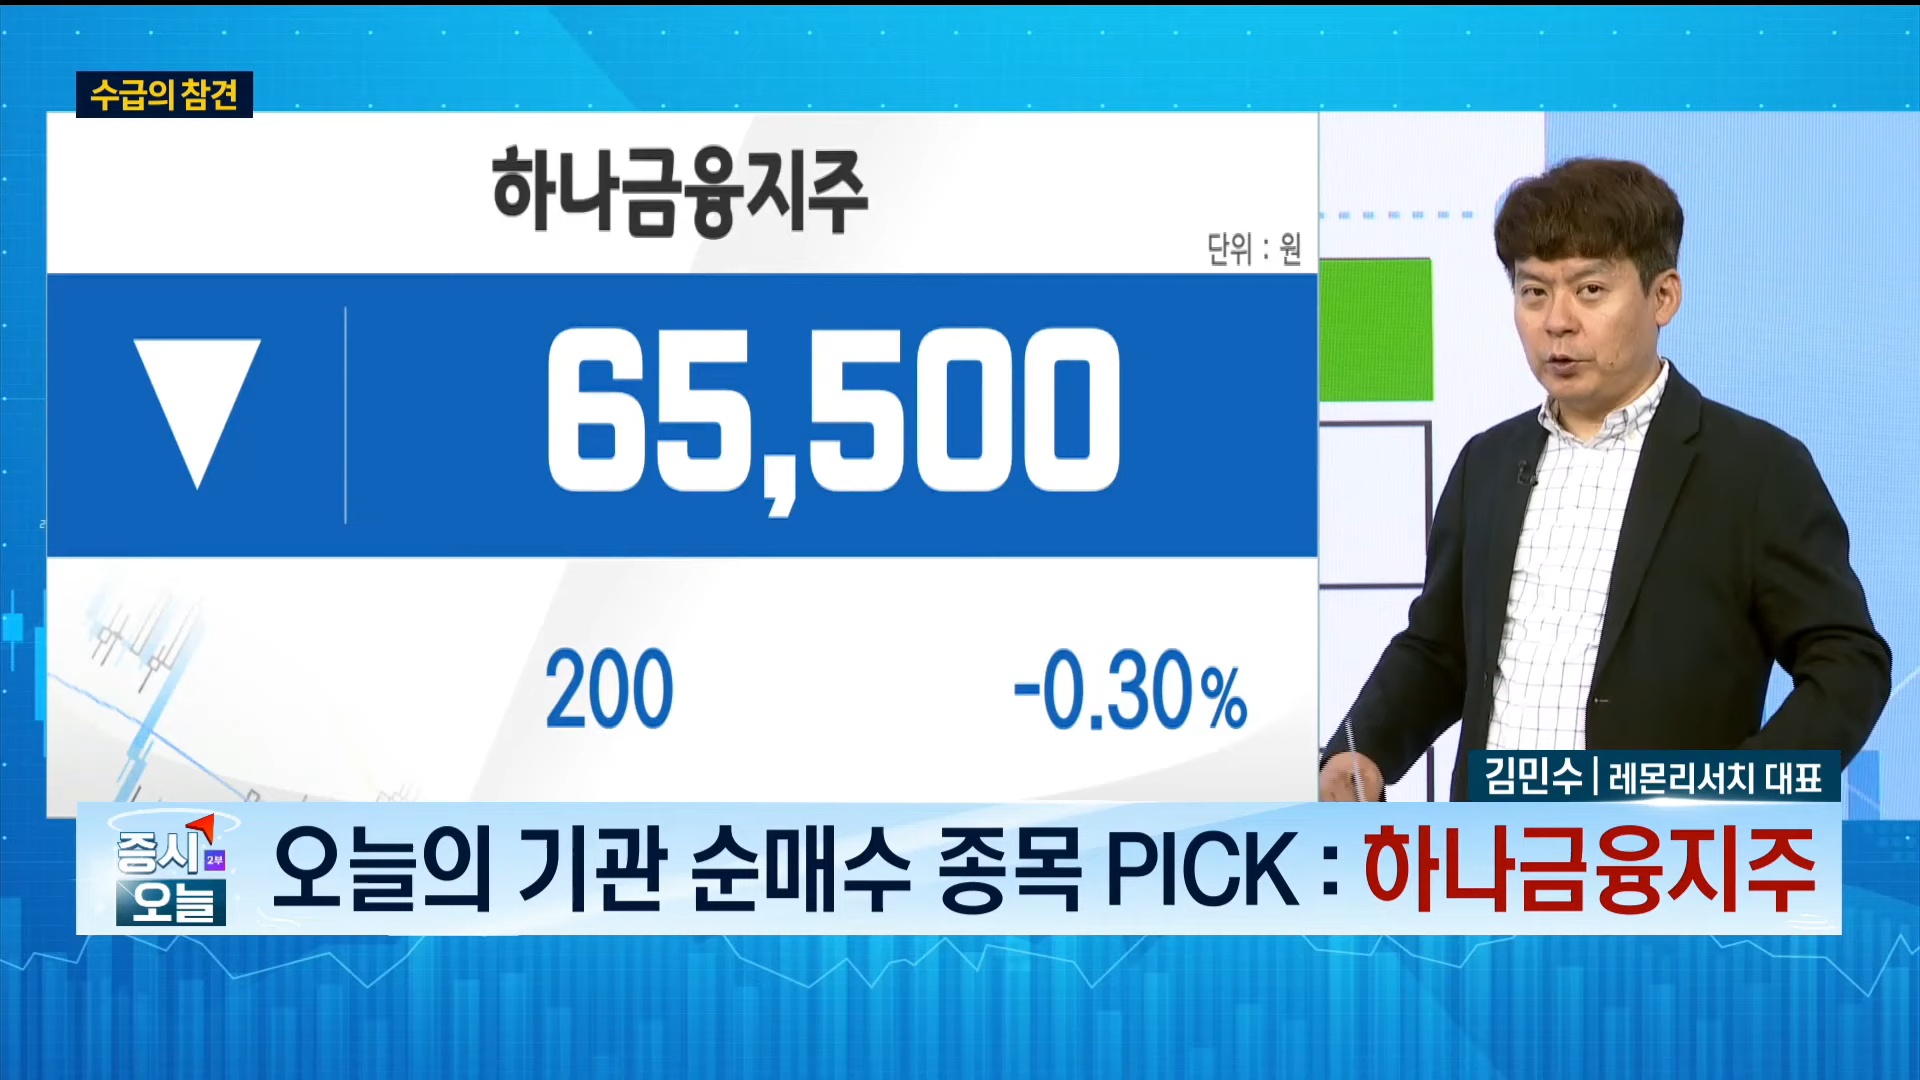 수급의 참견
하나금융지주
단위 : 원
▼ 65,500
200 -0.30%
김민수 | 레몬리서치 대표
증시 2부
오늘
오늘의 기관 순매수 종목 PICK : 하나금융지주